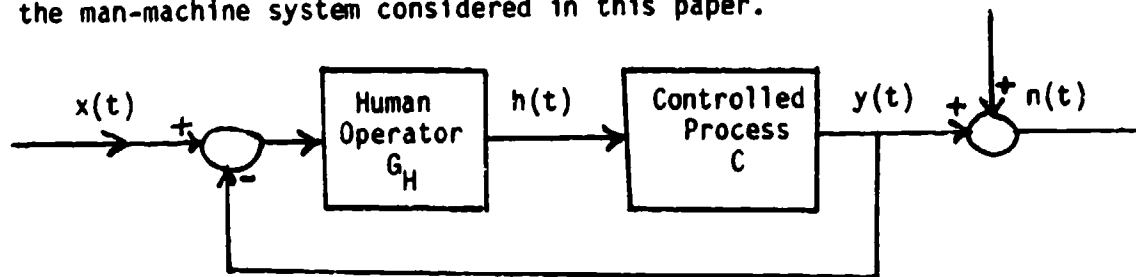 the man-machine system considered in this paper.
x(t)
+
-
Human
Operator
G_H
h(t)
Controlled
Process
C
y(t)
+
+
n(t)